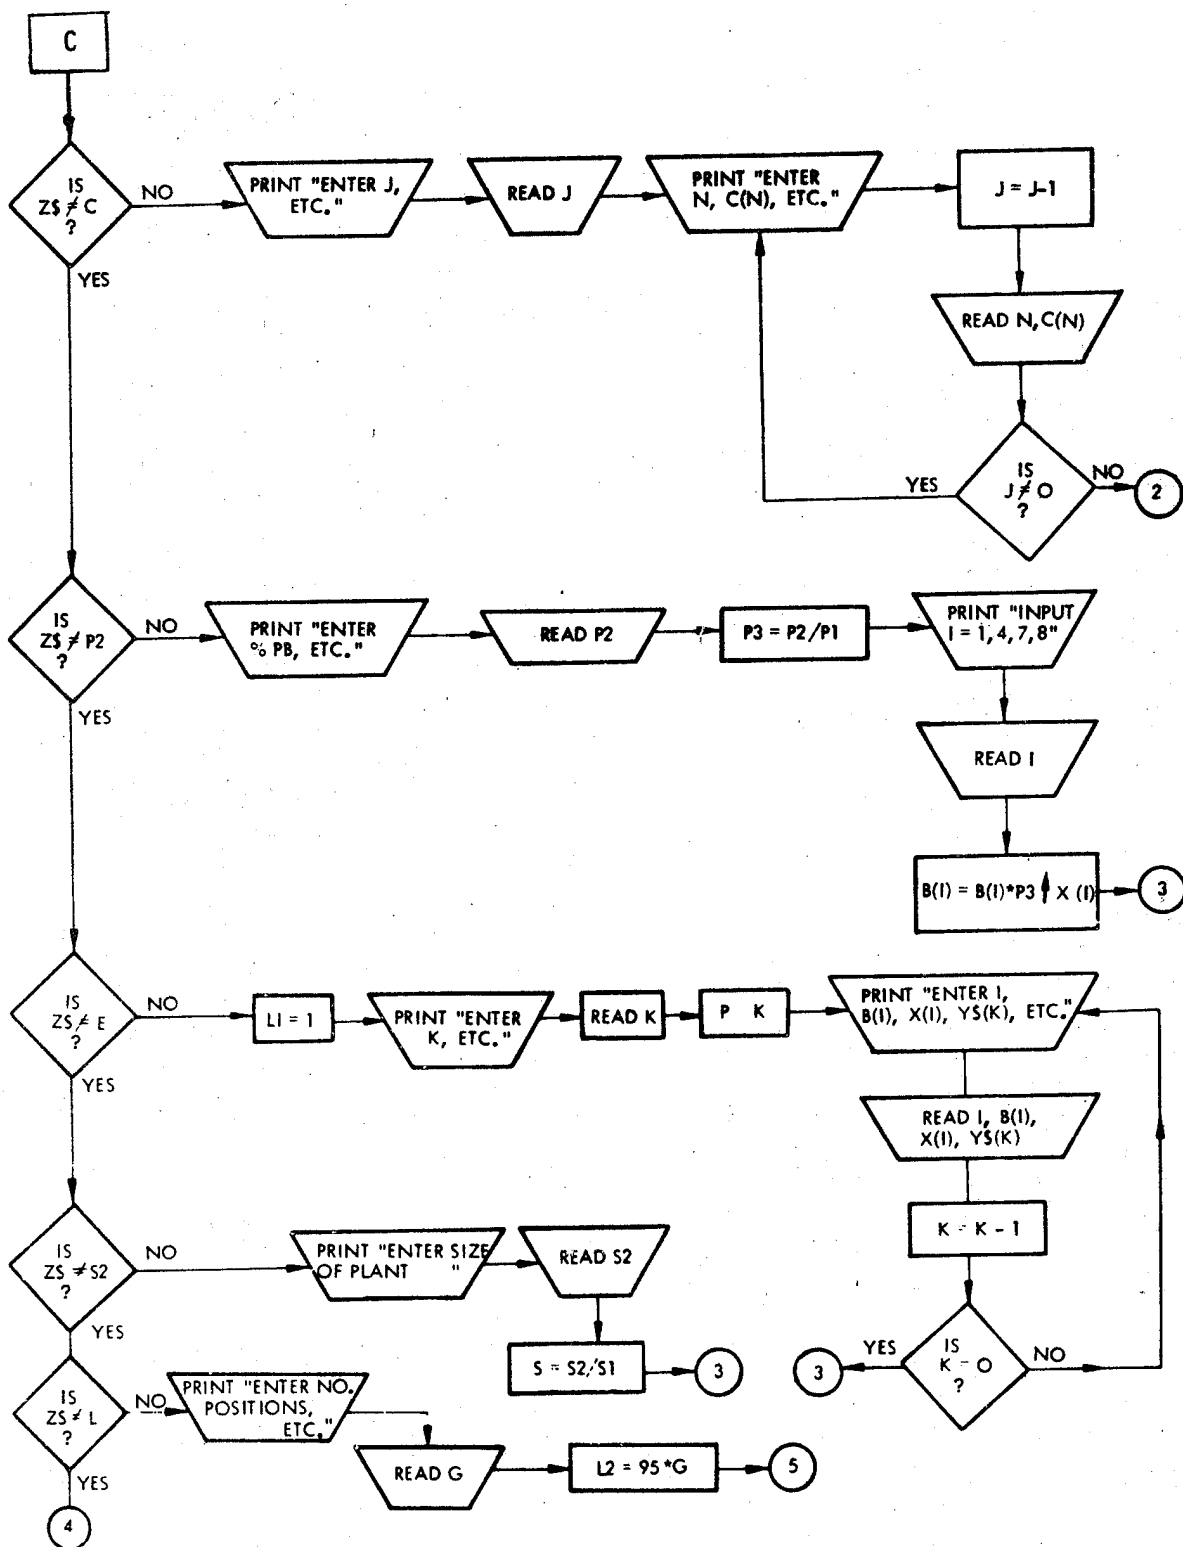 C
IS
Z$ ≠ C
?
NO
YES
PRINT "ENTER J,
ETC."
READ J
PRINT "ENTER
N, C(N), ETC."
J = J-1
READ N, C(N)
IS
J ≠ O
?
YES
NO
2
IS
Z$ ≠ P2
?
NO
YES
PRINT "ENTER
% PB, ETC."
READ P2
P3 = P2/P1
PRINT "INPUT
I = 1, 4, 7, 8"
READ I
B(I) = B(I)*P3 ↑ X (I)
3
IS
Z$ ≠ E
?
NO
YES
LI = 1
PRINT "ENTER
K, ETC."
READ K
P K
PRINT "ENTER I,
B(I), X(I), Y$(K), ETC."
READ I, B(I),
X(I), Y$(K)
K = K - 1
IS
K = O
?
YES
NO
3
IS
Z$ ≠ S2
?
NO
YES
PRINT "ENTER SIZE
OF PLANT "
READ S2
S = S2/S1
3
IS
Z$ ≠ L
?
NO
YES
PRINT "ENTER NO.
POSITIONS,
ETC."
READ G
L2 = 95*G
5
4